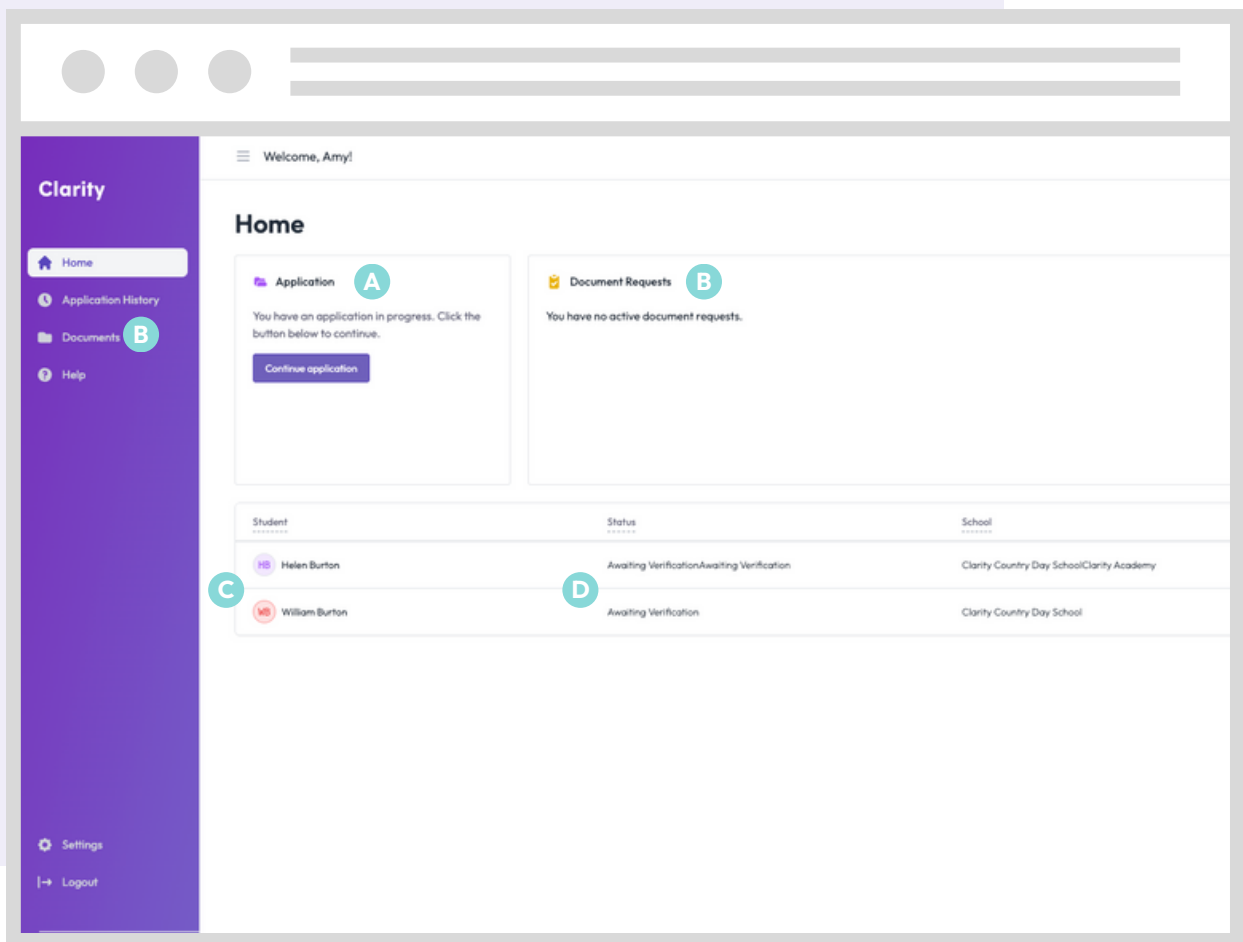 Welcome, Amy!
Clarity
Home
Home
Application History
Documents B
Help
Settings
Logout
Application A
You have an application in progress. Click the
button below to continue.
Continue application
Document Requests B
You have no active document requests.
Student Status School
HB Helen Burton Awaiting VerificationAwaiting Verification Clarity Country Day SchoolClarity Academy
C D
WB William Burton Awaiting Verification Clarity Country Day School